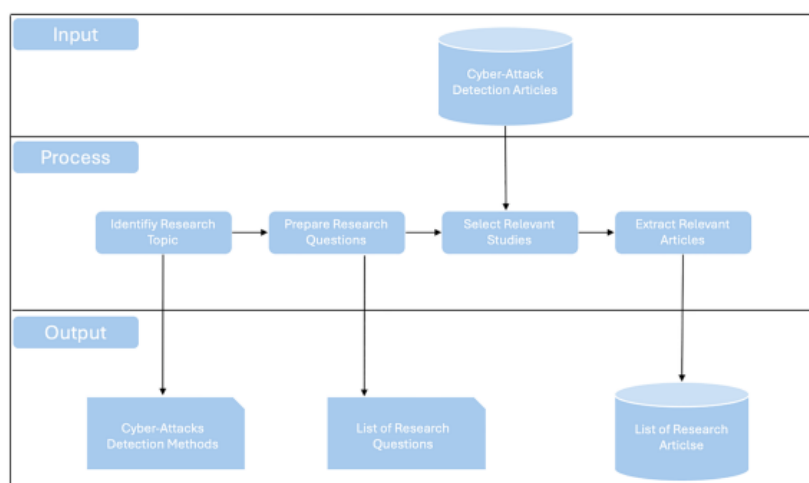 Input
Cyber-Attack
Detection Articles
Process
Identifiy Research
Topic
Prepare Research
Questions
Select Relevant
Studies
Extract Relevant
Articles
Output
Cyber-Attacks
Detection Methods
List of Research
Questions
List of Research
Articlse